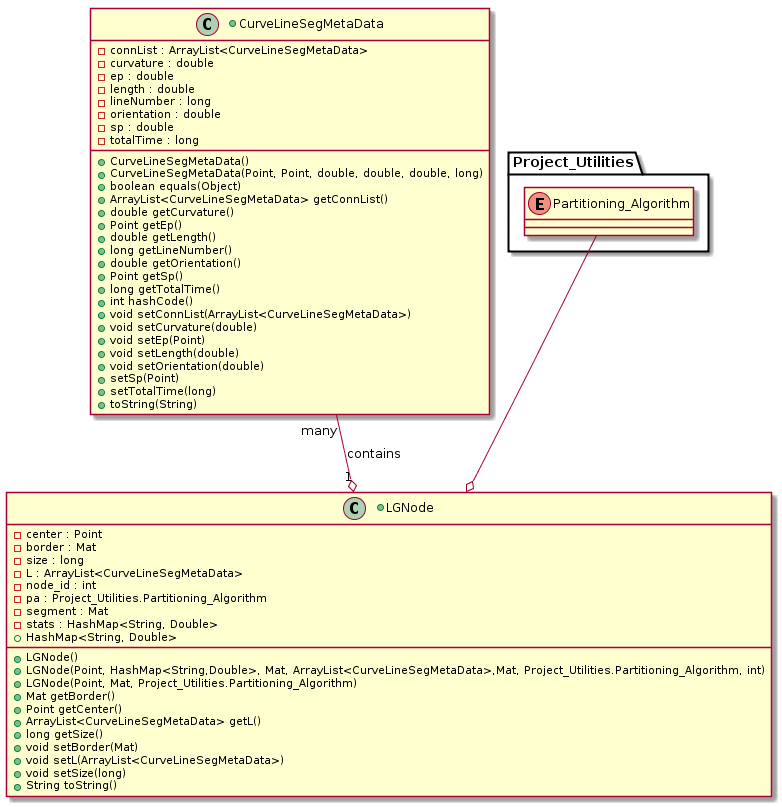 C CurveLineSegMetaData
connList : ArrayList<CurveLineSegMetaData>
curvature : double
ep : double
length : double
lineNumber : long
orientation : double
sp : double
totalTime : long
CurveLineSegMetaData()
CurveLineSegMetaData(Point, Point, double, double, double, long)
boolean equals(Object)
ArrayList<CurveLineSegMetaData> getConnList()
double getCurvature()
Point getEp()
double getLength()
long getLineNumber()
double getOrientation()
Point getSp()
long getTotalTime()
int hashCode()
void setConnList(ArrayList<CurveLineSegMetaData>)
void setCurvature(double)
void setEp(Point)
void setLength(double)
void setOrientation(double)
setSp(Point)
setTotalTime(long)
toString(String)
Project_Utilities
E Partitioning_Algorithm
many
contains
1
C LGNode
center : Point
border : Mat
size : long
L : ArrayList<CurveLineSegMetaData>
node_id : int
pa : Project_Utilities.Partitioning_Algorithm
segment : Mat
stats : HashMap<String, Double>
HashMap<String, Double>
LGNode()
LGNode(Point, HashMap<String,Double>, Mat, ArrayList<CurveLineSegMetaData>,Mat, Project_Utilities.Partitioning_Algorithm, int)
LGNode(Point, Mat, Project_Utilities.Partitioning_Algorithm)
Mat getBorder()
Point getCenter()
ArrayList<CurveLineSegMetaData> getL()
long getSize()
void setBorder(Mat)
void setL(ArrayList<CurveLineSegMetaData>)
void setSize(long)
String toString()